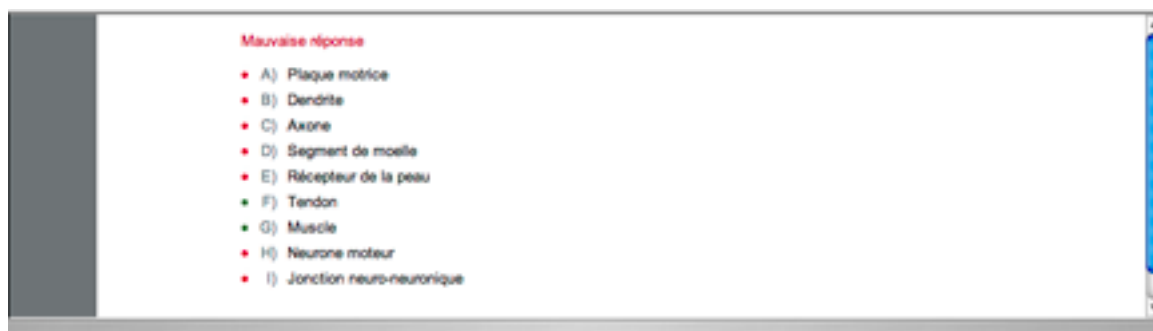 Mauvaise réponse
• A) Plaque motrice
• B) Dendrite
• C) Axone
• D) Segment de moelle
• E) Récepteur de la peau
• F) Tendon
• G) Muscle
• H) Neurone moteur
• I) Jonction neuro-neuronique